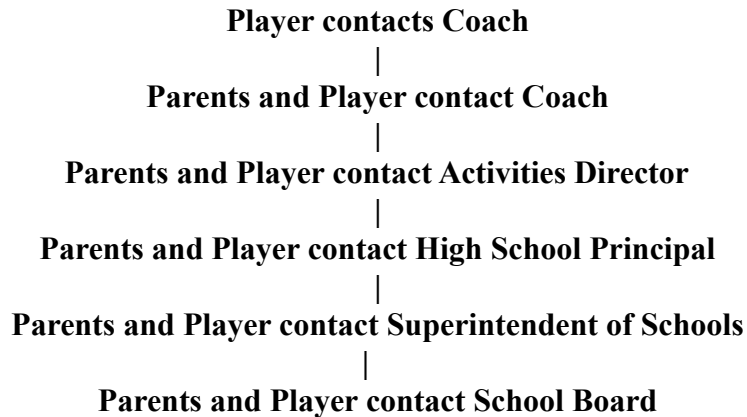 Player contacts Coach
|
Parents and Player contact Coach
|
Parents and Player contact Activities Director
|
Parents and Player contact High School Principal
|
Parents and Player contact Superintendent of Schools
|
Parents and Player contact School Board